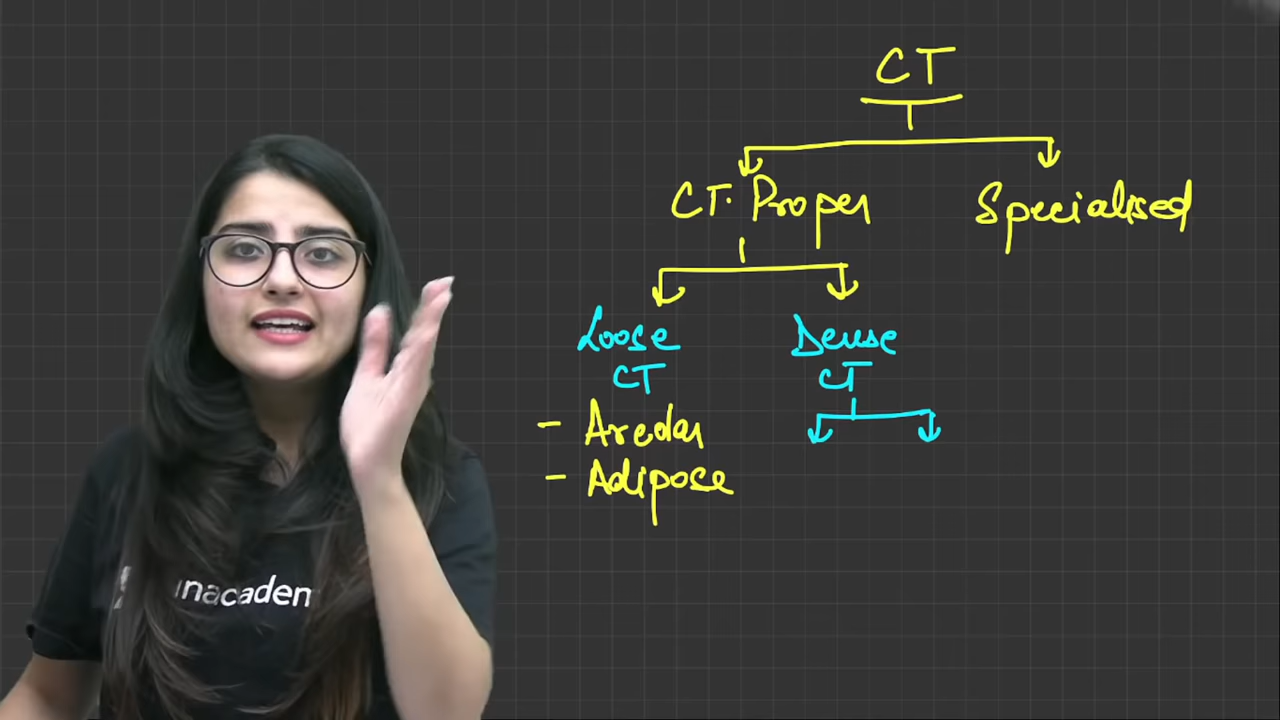 CT
CT. Proper Specialised
Loose Dense
CT CT
- Areolar
- Adipose
unacadem